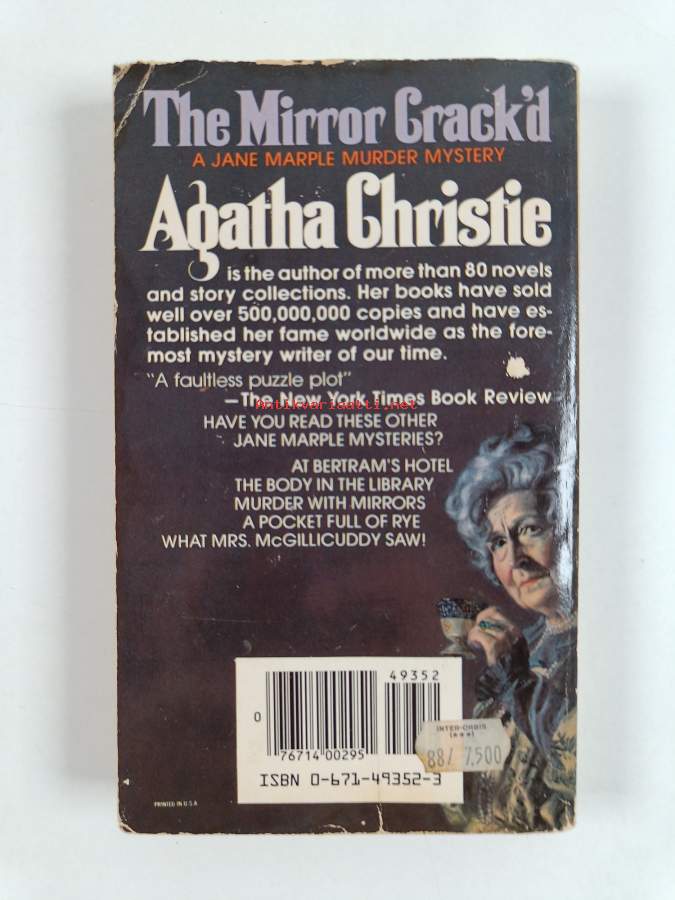 The Mirror Crack'd
A JANE MARPLE MURDER MYSTERY
Agatha Christie
is the author of more than 80 novels
and story collections. Her books have sold
well over 500,000,000 copies and have es-
tablished her fame worldwide as the fore-
most mystery writer of our time.
"A faultless puzzle plot"
—The New York Times Book Review
Antikvariaatti.net
HAVE YOU READ THESE OTHER
JANE MARPLE MYSTERIES?
AT BERTRAM'S HOTEL
THE BODY IN THE LIBRARY
MURDER WITH MIRRORS
A POCKET FULL OF RYE
WHAT MRS. McGILLICUDDY SAW!
49352
0
76714 00295
INTER-ORBIS
88/ 7,500
ISBN 0-671-49352-3
PRINTED IN U.S.A